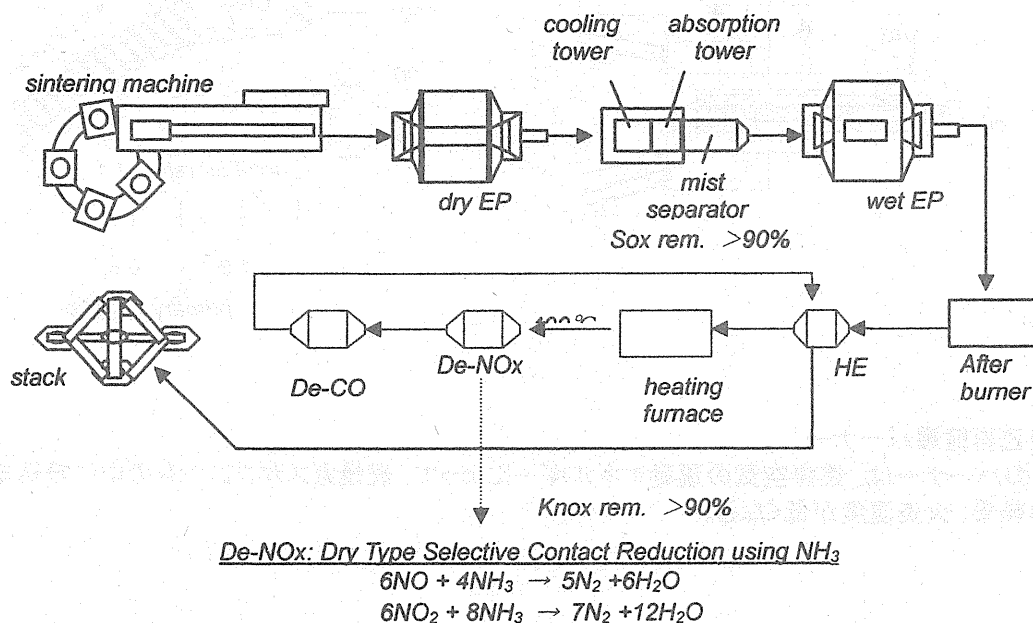 cooling tower
absorption tower
sintering machine
dry EP
mist separator
wet EP
Sox rem. >90%
stack
De-CO
De-NOx
heating furnace
HE
After burner
Knox rem. >90%
De-NOx: Dry Type Selective Contact Reduction using NH₃
6NO + 4NH₃ → 5N₂ +6H₂O
6NO₂ + 8NH₃ → 7N₂ +12H₂O